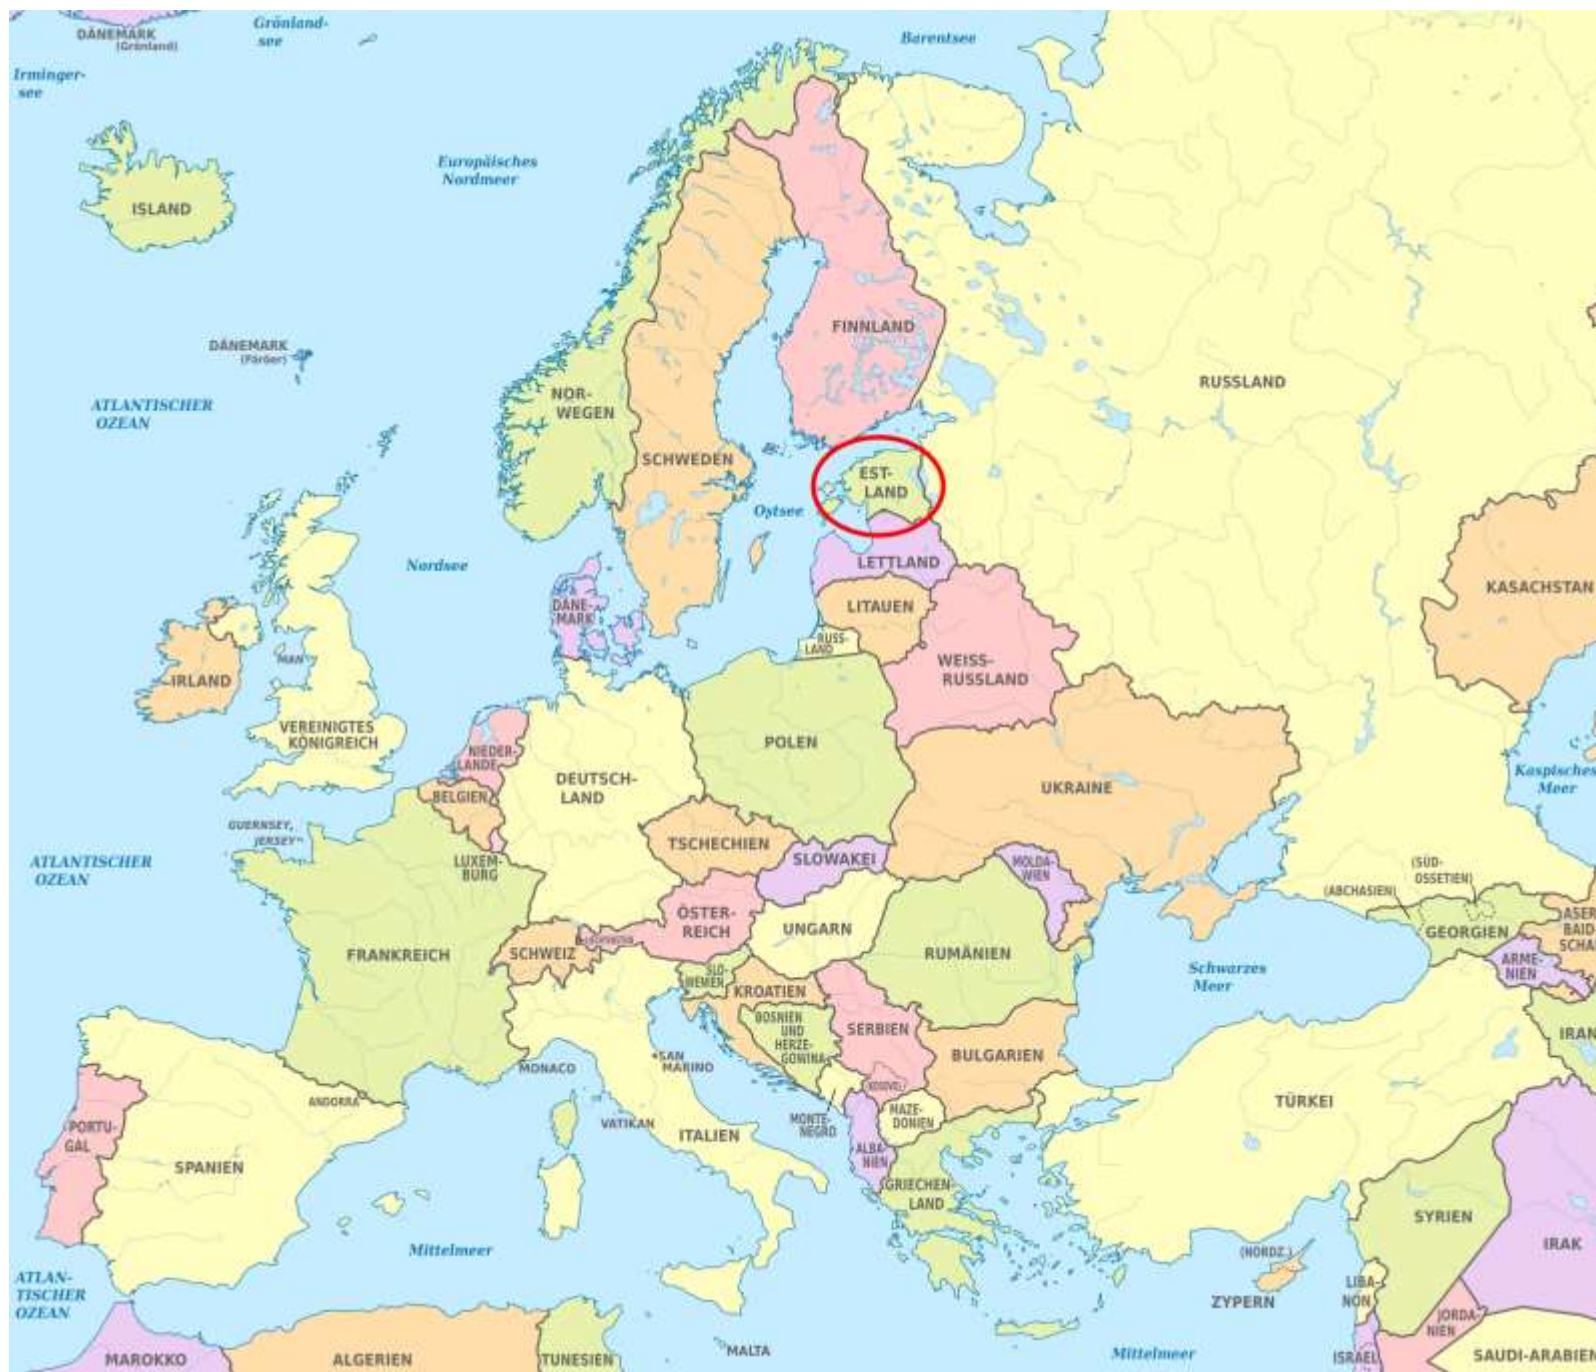 DÄNEMARK
(Grönland)
Grönland-
see
Barentsee
Irminger-
see
Europäisches
Nordmeer
ISLAND
FINNLAND
DÄNEMARK
(Färöer)
RUSSLAND
NOR-
WEGEN
ATLANTISCHER
OZEAN
SCHWEDEN
EST-
LAND
Ostsee
Nordsee
LETTLAND
KASACHSTAN
DÄNE-
MARK
LITAUEN
RUSS-
LAND
MAN
WEISS-
RUSSLAND
IRLAND
VEREINIGTES
KÖNIGREICH
POLEN
NIEDER-
LANDE
DEUTSCH-
LAND
Kaspisches
Meer
UKRAINE
BELGIEN
GUERNSEY,
JERSEY
TSCHECHIEN
SLOWAKEI
MOLDA-
WIEN
ATLANTISCHER
OZEAN
LUXEM-
BURG
(SÜD-
OSSETIEN)
(ABCHASIEN)
ÖSTER-
REICH
UNGARN
ASER
BAID-
SCHA
GEORGIEN
FRANKREICH
SCHWEIZ
LIECHTENSTEIN
RUMÄNIEN
ARME-
NIEN
SLO-
WENIEN
Schwarzes
Meer
KROATIEN
BOSNIEN
UND
HERZE-
GOWINA
SERBIEN
IRAN
SAN
MARINO
BULGARIEN
MONACO
KOSOVO
ANDORRA
TÜRKEI
MAZE-
DONIEN
MONTE-
NEGRO
VATIKAN
PORTU-
GAL
ITALIEN
ALBA-
NIEN
SPANIEN
GRIECHEN-
LAND
SYRIEN
Mittelmeer
IRAK
(NORDZ.)
ATLAN-
TISCHER
OZEAN
LIBA-
NON
ZYPERN
JORDA-
NIEN
MALTA
Mittelmeer
ISRAEL
SAUDI-ARABIEN
MAROKKO
ALGERIEN
TUNESIEN